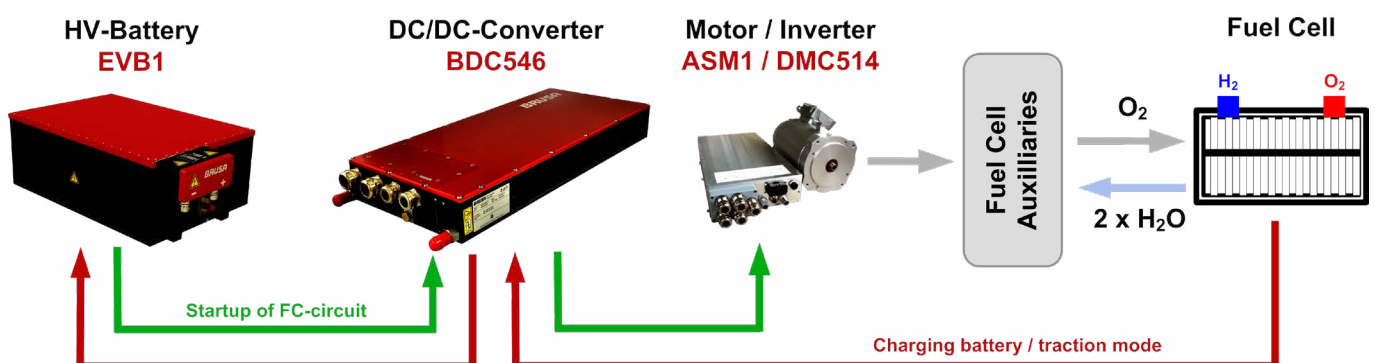 HV-Battery
EVB1
DC/DC-Converter
BDC546
Motor / Inverter
ASM1 / DMC514
Fuel Cell
H₂
O₂
BRUSA
BRUSA
Fuel Cell
Auxilliaries
O₂
2 x H₂O
Startup of FC-circuit
Charging battery / traction mode